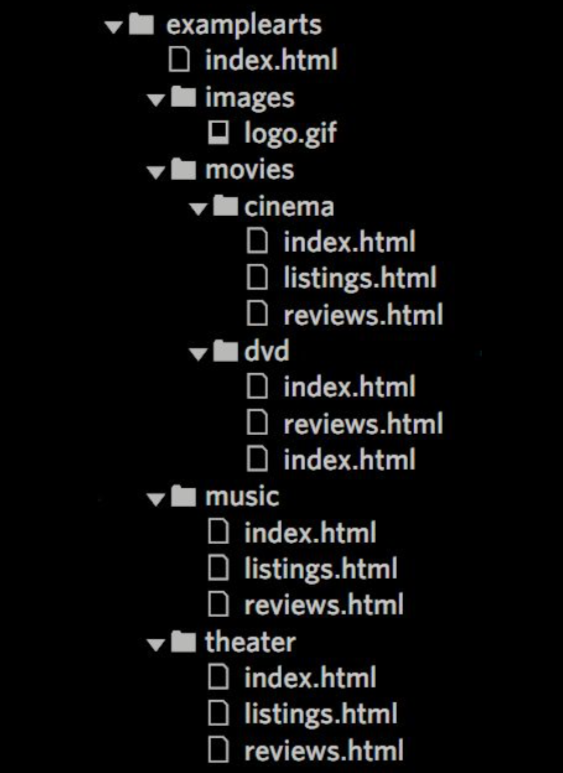 examplearts
index.html
images
logo.gif
movies
cinema
index.html
listings.html
reviews.html
dvd
index.html
reviews.html
index.html
music
index.html
listings.html
reviews.html
theater
index.html
listings.html
reviews.html